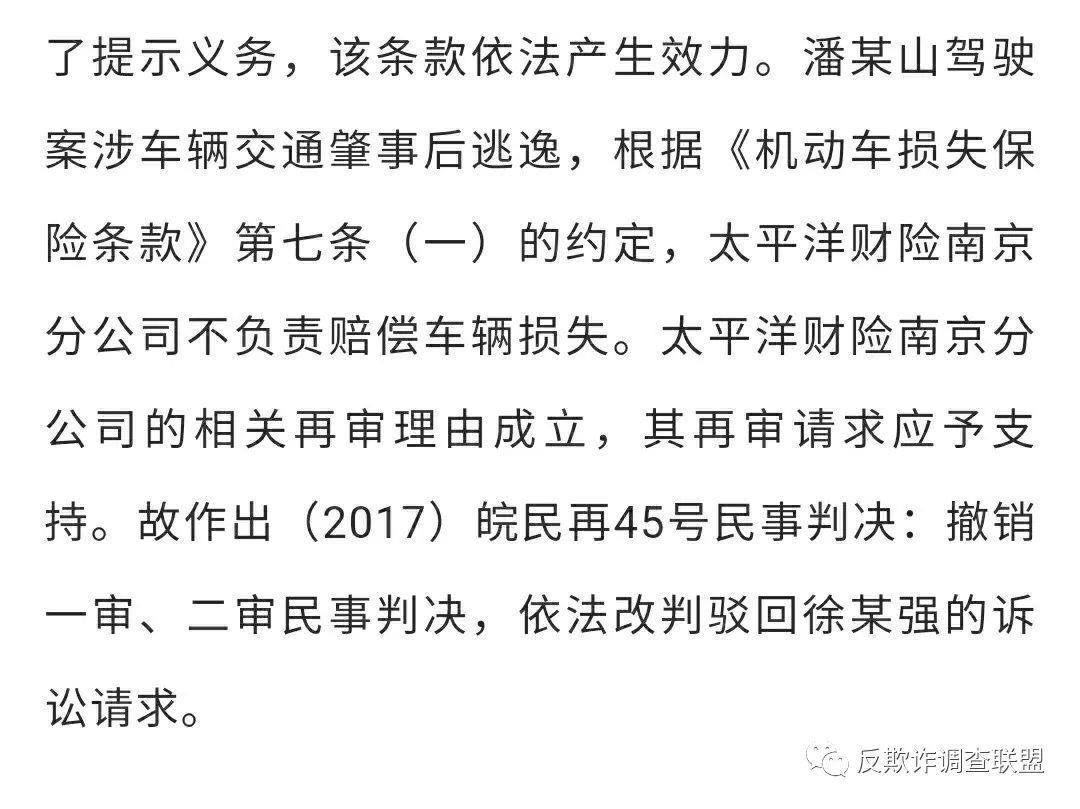 了提示义务，该条款依法产生效力。潘某山驾驶
案涉车辆交通肇事后逃逸，根据《机动车损失保
险条款》第七条（一）的约定，太平洋财险南京
分公司不负责赔偿车辆损失。太平洋财险南京分
公司的相关再审理由成立，其再审请求应予支
持。故作出（2017）皖民再45号民事判决：撤销
一审、二审民事判决，依法改判驳回徐某强的诉
讼请求。
反欺诈调查联盟